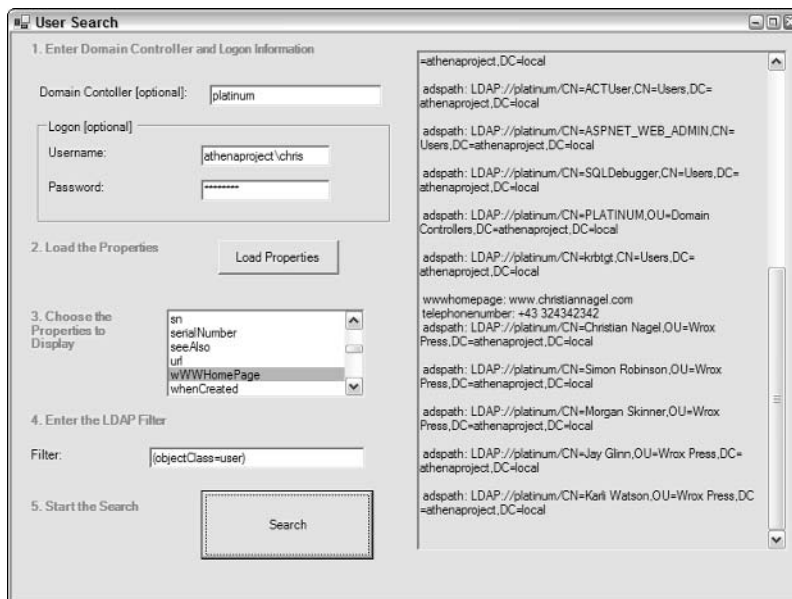 User Search
1. Enter Domain Controller and Logon Information
Domain Contoller [optional]:
platinum
Logon [optional]
Username:
athenaproject\chris
Password:
********
2. Load the Properties
Load Properties
3. Choose the
Properties to
Display
sn
serialNumber
seeAlso
url
wWWHomePage
whenCreated
4. Enter the LDAP Filter
Filter:
(objectClass=user)
5. Start the Search
Search
=athenaproject,DC=local
adspath: LDAP://platinum/CN=ACTUser,CN=Users,DC=
athenaproject,DC=local
adspath: LDAP://platinum/CN=ASPNET_WEB_ADMIN,CN=
Users,DC=athenaproject,DC=local
adspath: LDAP://platinum/CN=SQLDebugger,CN=Users,DC=
athenaproject,DC=local
adspath: LDAP://platinum/CN=PLATINUM,OU=Domain
Controllers,DC=athenaproject,DC=local
adspath: LDAP://platinum/CN=krbtgt,CN=Users,DC=
athenaproject,DC=local
wwwhomepage: www.christiannagel.com
telephonenumber: +43 324342342
adspath: LDAP://platinum/CN=Christian Nagel,OU=Wrox
Press,DC=athenaproject,DC=local
adspath: LDAP://platinum/CN=Simon Robinson,OU=Wrox
Press,DC=athenaproject,DC=local
adspath: LDAP://platinum/CN=Morgan Skinner,OU=Wrox
Press,DC=athenaproject,DC=local
adspath: LDAP://platinum/CN=Jay Glinn,OU=Wrox Press,DC=
athenaproject,DC=local
adspath: LDAP://platinum/CN=Karli Watson,OU=Wrox Press,DC
=athenaproject,DC=local